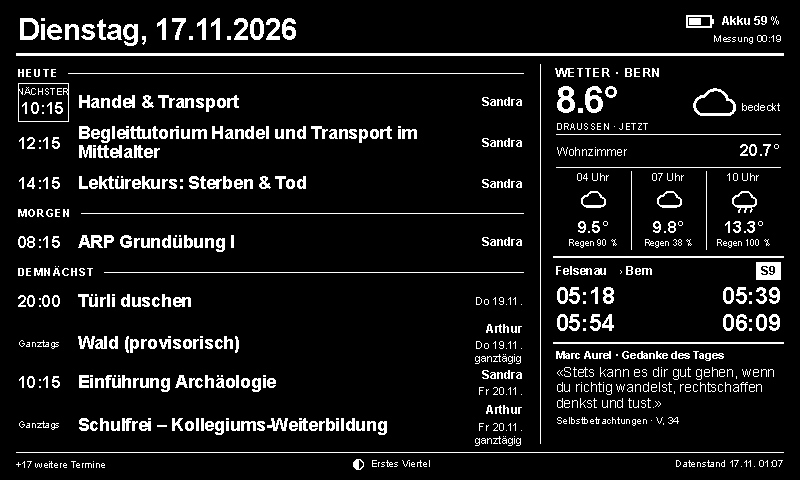 Dienstag, 17.11.2026
Akku 59 %
Messung 00:19
HEUTE
NÄCHSTER
10:15 Handel & Transport Sandra
12:15 Begleittutorium Handel und Transport im
Mittelalter Sandra
14:15 Lektürekurs: Sterben & Tod Sandra
MORGEN
08:15 ARP Grundübung I Sandra
DEMNÄCHST
20:00 Türli duschen Do 19.11.
Arthur
Ganztags Wald (provisorisch) Do 19.11.
ganztägig
Sandra
10:15 Einführung Archäologie Fr 20.11.
Arthur
Ganztags Schulfrei – Kollegiums-Weiterbildung Fr 20.11.
ganztägig
WETTER · BERN
8.6° bedeckt
DRAUSSEN · JETZT
Wohnzimmer 20.7°
04 Uhr 07 Uhr 10 Uhr
9.5° 9.8° 13.3°
Regen 90 % Regen 38 % Regen 100 %
Felsenau › Bern S9
05:18 05:39
05:54 06:09
Marc Aurel · Gedanke des Tages
«Stets kann es dir gut gehen, wenn
du richtig wandelst, rechtschaffen
denkst und tust.»
Selbstbetrachtungen · V, 34
+17 weitere Termine
Erstes Viertel
Datenstand 17.11. 01:07